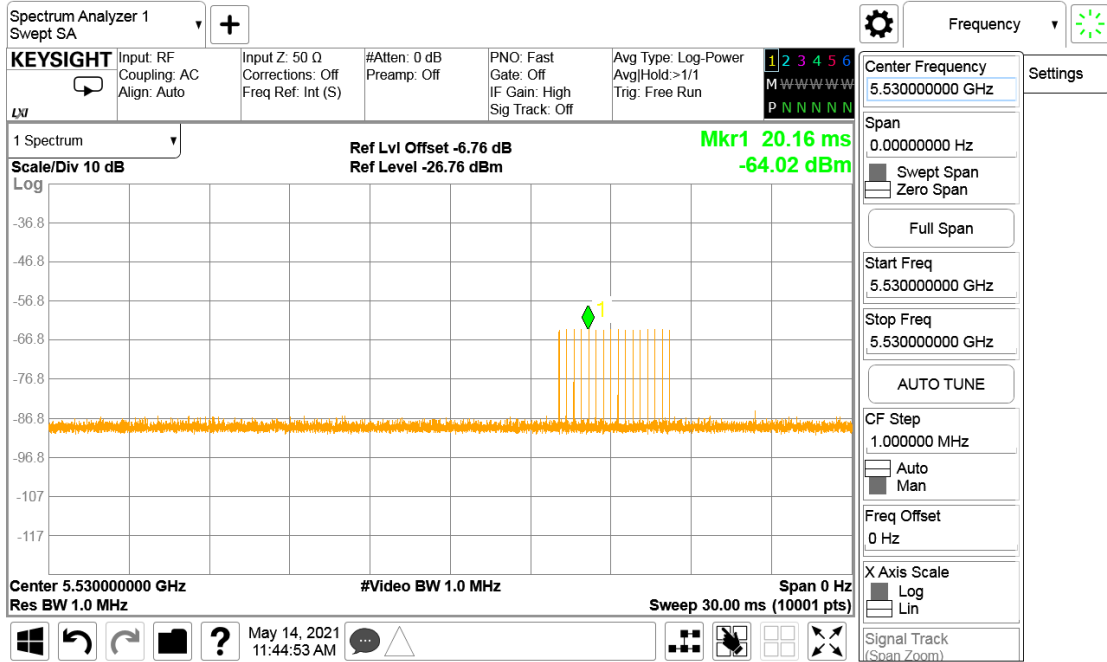 Spectrum Analyzer 1
Swept SA
▼
+
Frequency
▼
KEYSIGHT
LXI
Input: RF
Coupling: AC
Align: Auto
Input Z: 50 Ω
Corrections: Off
Freq Ref: Int (S)
#Atten: 0 dB
Preamp: Off
PNO: Fast
Gate: Off
IF Gain: High
Sig Track: Off
Avg Type: Log-Power
Avg|Hold:>1/1
Trig: Free Run
1 2 3 4 5 6
M W W W W W
P N N N N N
1 Spectrum
▼
Scale/Div 10 dB
Log
Ref Lvl Offset -6.76 dB
Ref Level -26.76 dBm
Mkr1 20.16 ms
-64.02 dBm
-36.8
-46.8
-56.8
-66.8
-76.8
-86.8
-96.8
-107
-117
1
Center 5.530000000 GHz
Res BW 1.0 MHz
#Video BW 1.0 MHz
Span 0 Hz
Sweep 30.00 ms (10001 pts)
Center Frequency
5.530000000 GHz
Settings
Span
0.00000000 Hz
Swept Span
Zero Span
Full Span
Start Freq
5.530000000 GHz
Stop Freq
5.530000000 GHz
AUTO TUNE
CF Step
1.000000 MHz
Auto
Man
Freq Offset
0 Hz
X Axis Scale
Log
Lin
Signal Track
(Span Zoom)
?
May 14, 2021
11:44:53 AM